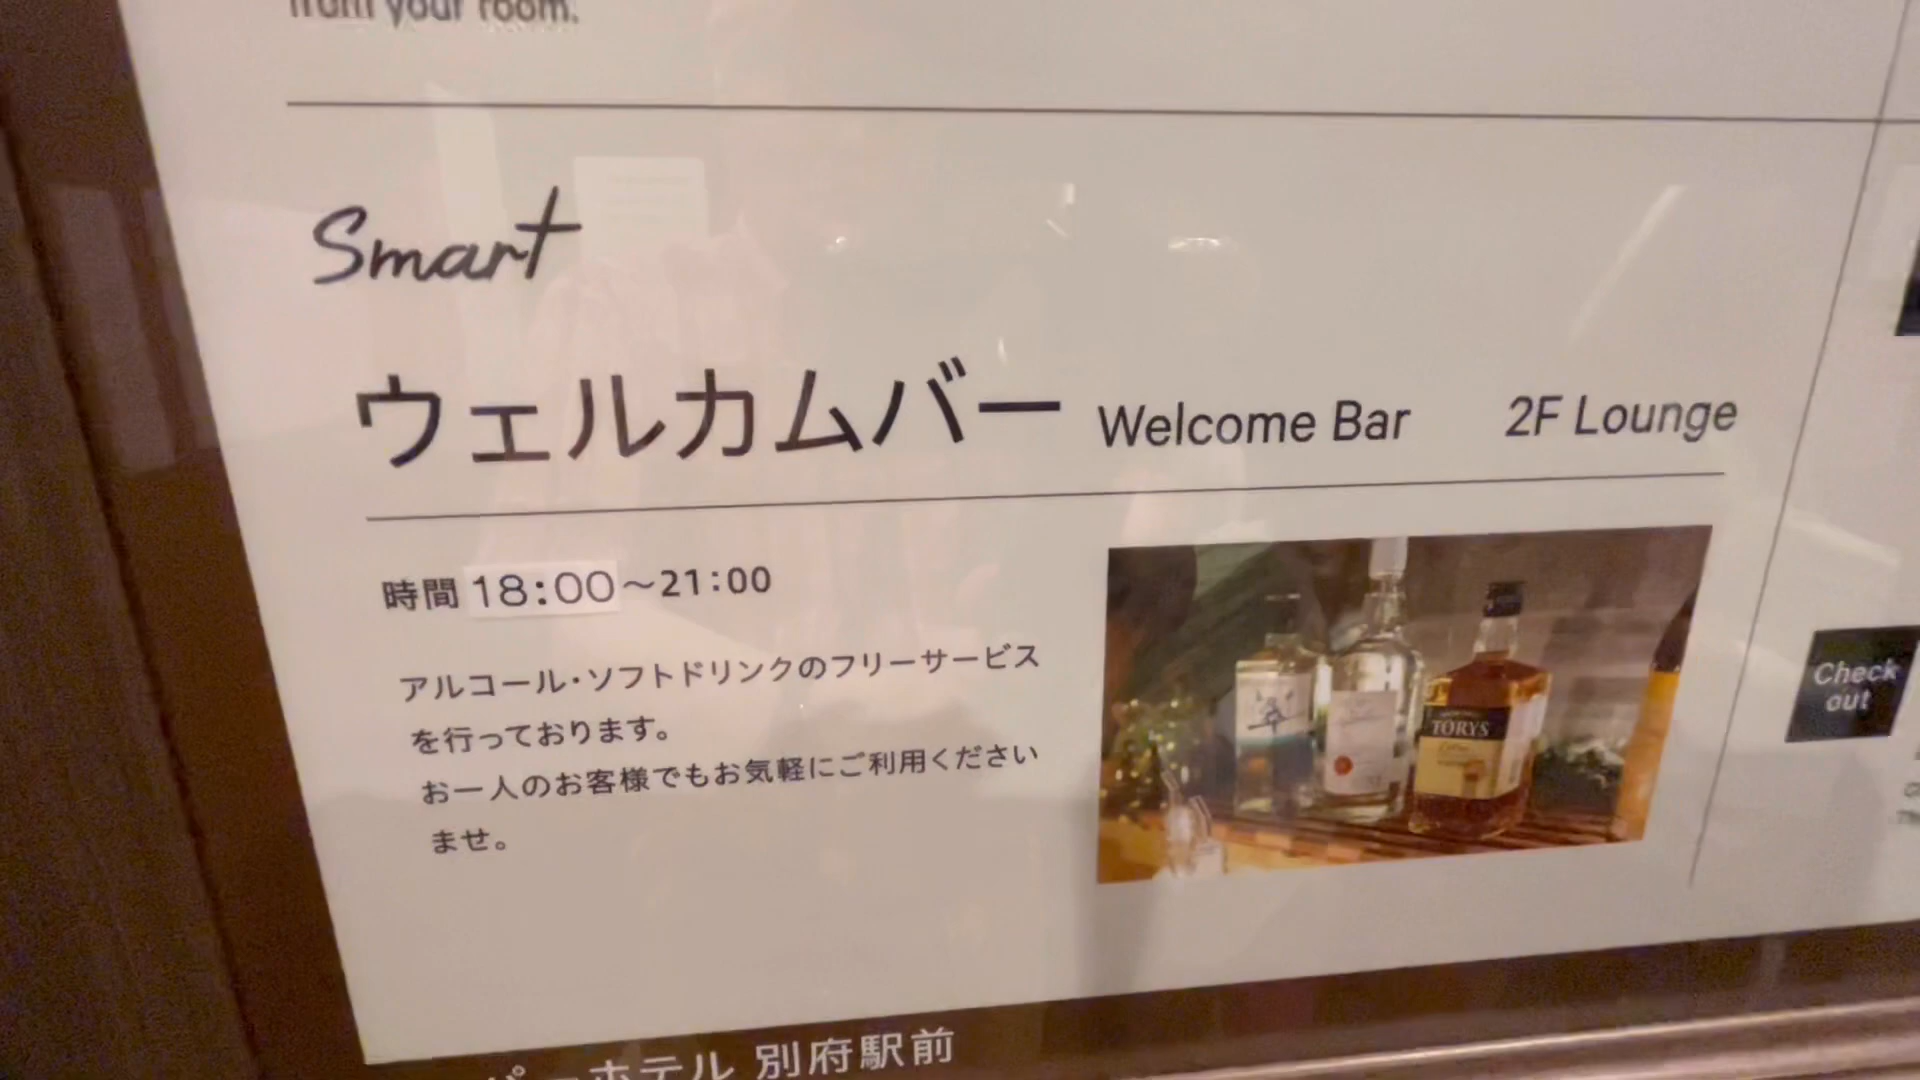 from your room.
Smart
ウェルカムバー Welcome Bar 2F Lounge
時間 18:00～21:00
アルコール・ソフトドリンクのフリーサービス
を行っております。
お一人のお客様でもお気軽にご利用ください
ませ。
翠
TORYS
Check
out
ホテル 別府駅前